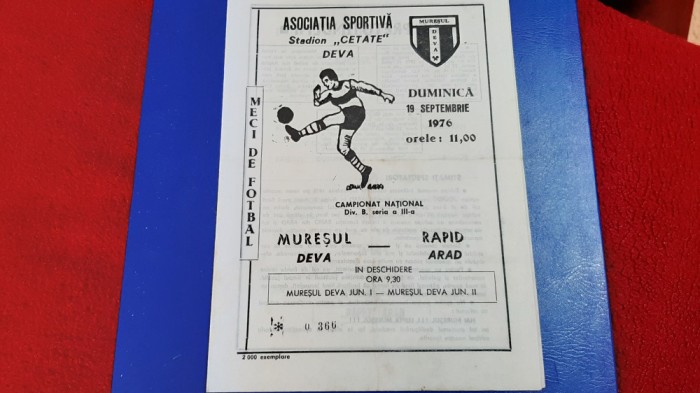 ASOCIAȚIA SPORTIVĂ
Stadion „CETATE"
DEVA
MUREȘUL
DEVA
DUMINICĂ
19 SEPTEMBRIE
1976
orele : 11,00
MECI DE FOTBAL
CAMPIONAT NAȚIONAL
Div. B. seria a III-a
MUREȘUL — RAPID
DEVA ARAD
IN DESCHIDERE
ORA 9,30
MUREȘUL DEVA JUN. I — MUREȘUL DEVA JUN. II
* 0 366
2 000 exemplare